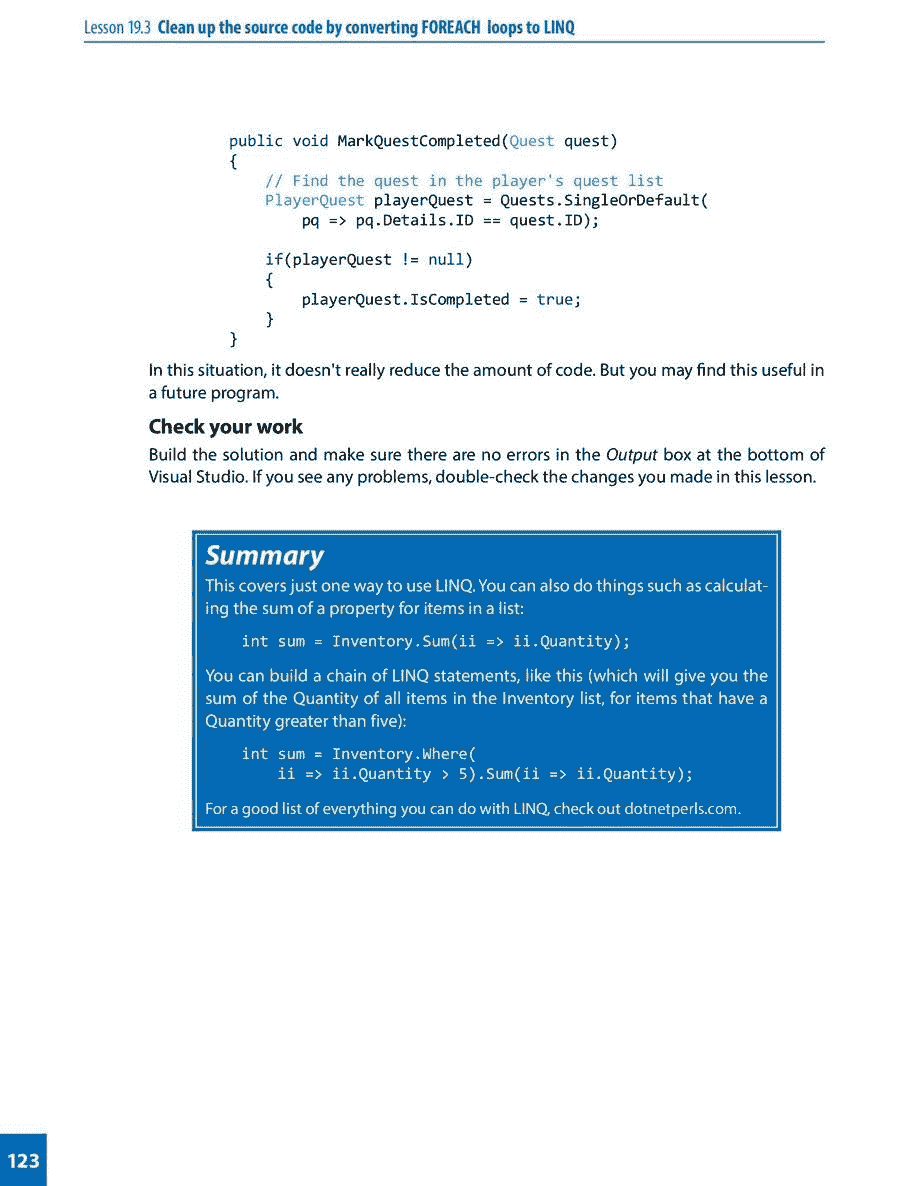 Lesson 19.3 Clean up the source code by converting FOREACH loops to LINQ
public void MarkQuestCompleted(Quest quest)
{
// Find the quest in the player's quest list
PlayerQuest playerQuest = Quests.SingleOrDefault(
pq => pq.Details.ID == quest.ID);
if(playerQuest != null)
{
playerQuest.IsCompleted = true;
}
}
In this situation, it doesn't really reduce the amount of code. But you may find this useful in
a future program.
Check your work
Build the solution and make sure there are no errors in the Output box at the bottom of
Visual Studio. If you see any problems, double-check the changes you made in this lesson.
Summary
This covers just one way to use LINQ. You can also do things such as calculat-
ing the sum of a property for items in a list:
int sum = Inventory.Sum(ii => ii.Quantity);
You can build a chain of LINQ statements, like this (which will give you the
sum of the Quantity of all items in the Inventory list, for items that have a
Quantity greater than five):
int sum = Inventory.Where(
ii => ii.Quantity > 5).Sum(ii => ii.Quantity);
For a good list of everything you can do with LINQ, check out dotnetperls.com.
123